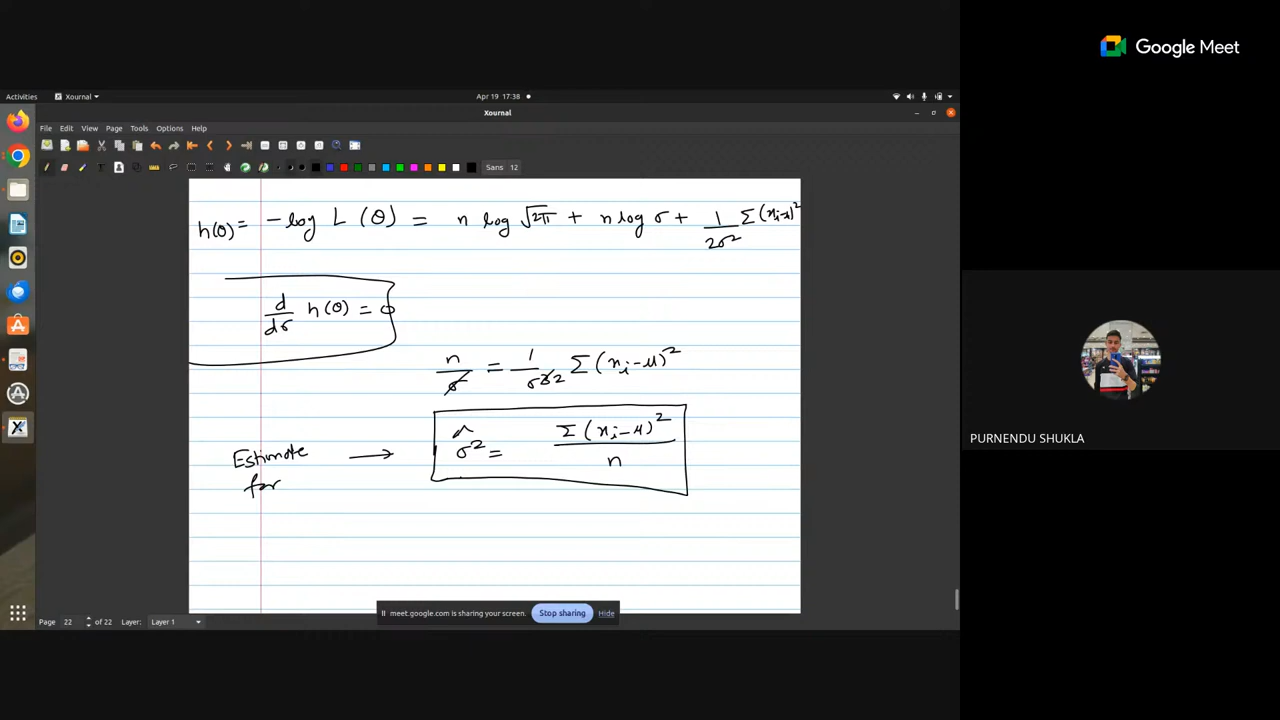 Google Meet
Activities Xournal Apr 19 17:38
Xournal
File Edit View Page Tools Options Help
Sans 12
h(θ) = -log L (θ) = n log √2π + n log σ + 1/2σ² Σ(xi-μ)²
d/dσ h(θ) = 0
n/σ = 1/σ³2 Σ (xi-μ)²
Estimate for → σ̂² = Σ (xi-μ)² / n
PURNENDU SHUKLA
meet.google.com is sharing your screen. Stop sharing Hide
Page 22 of 22 Layer: Layer 1